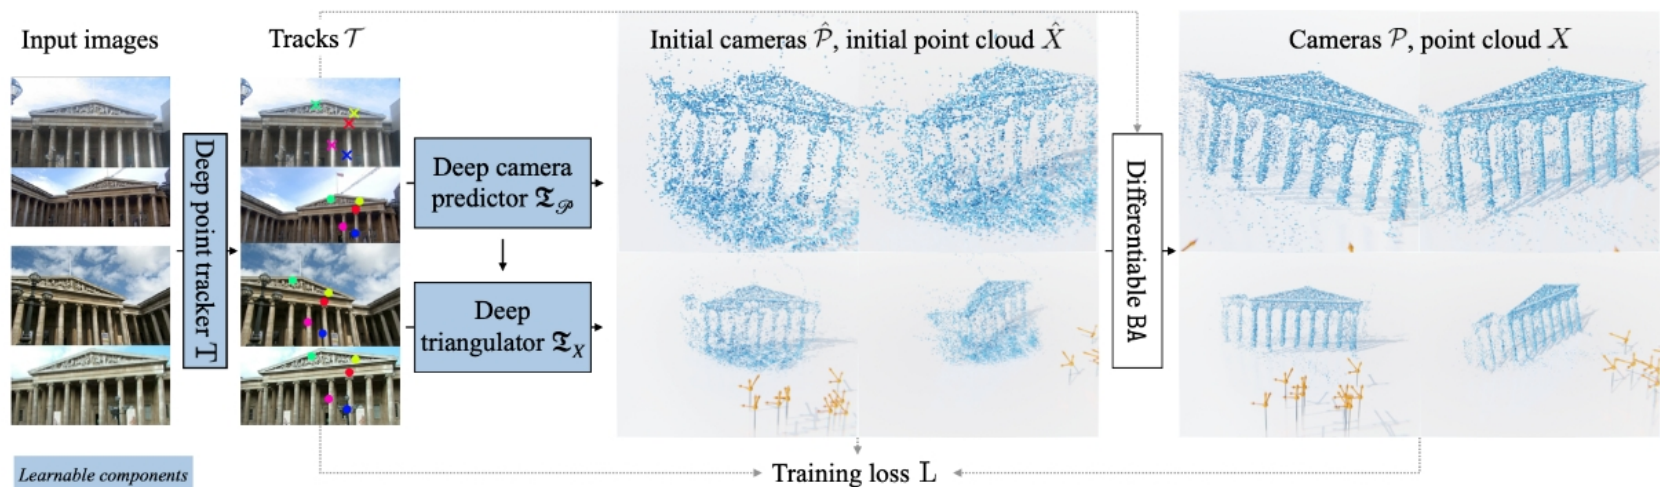 Input images
Tracks 𝒯
Initial cameras 𝒫̂, initial point cloud X̂
Cameras 𝒫, point cloud X
Deep point tracker T
Deep camera
predictor 𝕿𝒫
Deep
triangulator 𝕿X
Differentiable BA
Training loss L
Learnable components